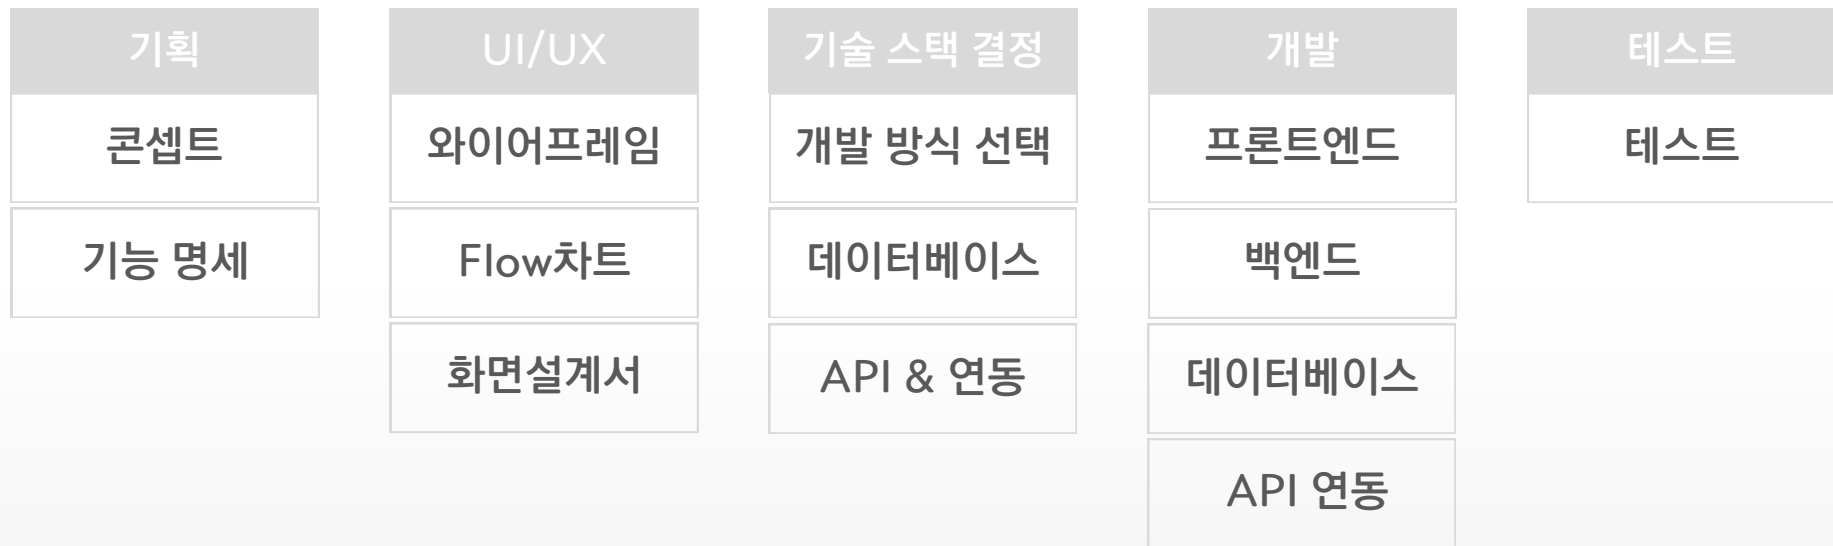 기획
콘셉트
기능 명세
UI/UX
와이어프레임
Flow차트
화면설계서
기술 스택 결정
개발 방식 선택
데이터베이스
API & 연동
개발
프론트엔드
백엔드
데이터베이스
API 연동
테스트
테스트